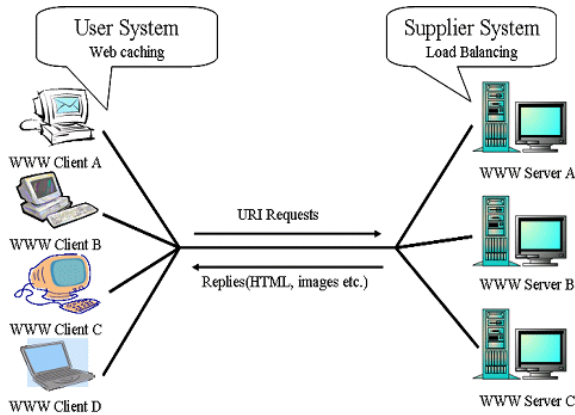 User System
Web caching
Supplier System
Load Balancing
WWW Client A
WWW Client B
WWW Client C
WWW Client D
URI Requests
Replies(HTML, images etc.)
WWW Server A
WWW Server B
WWW Server C